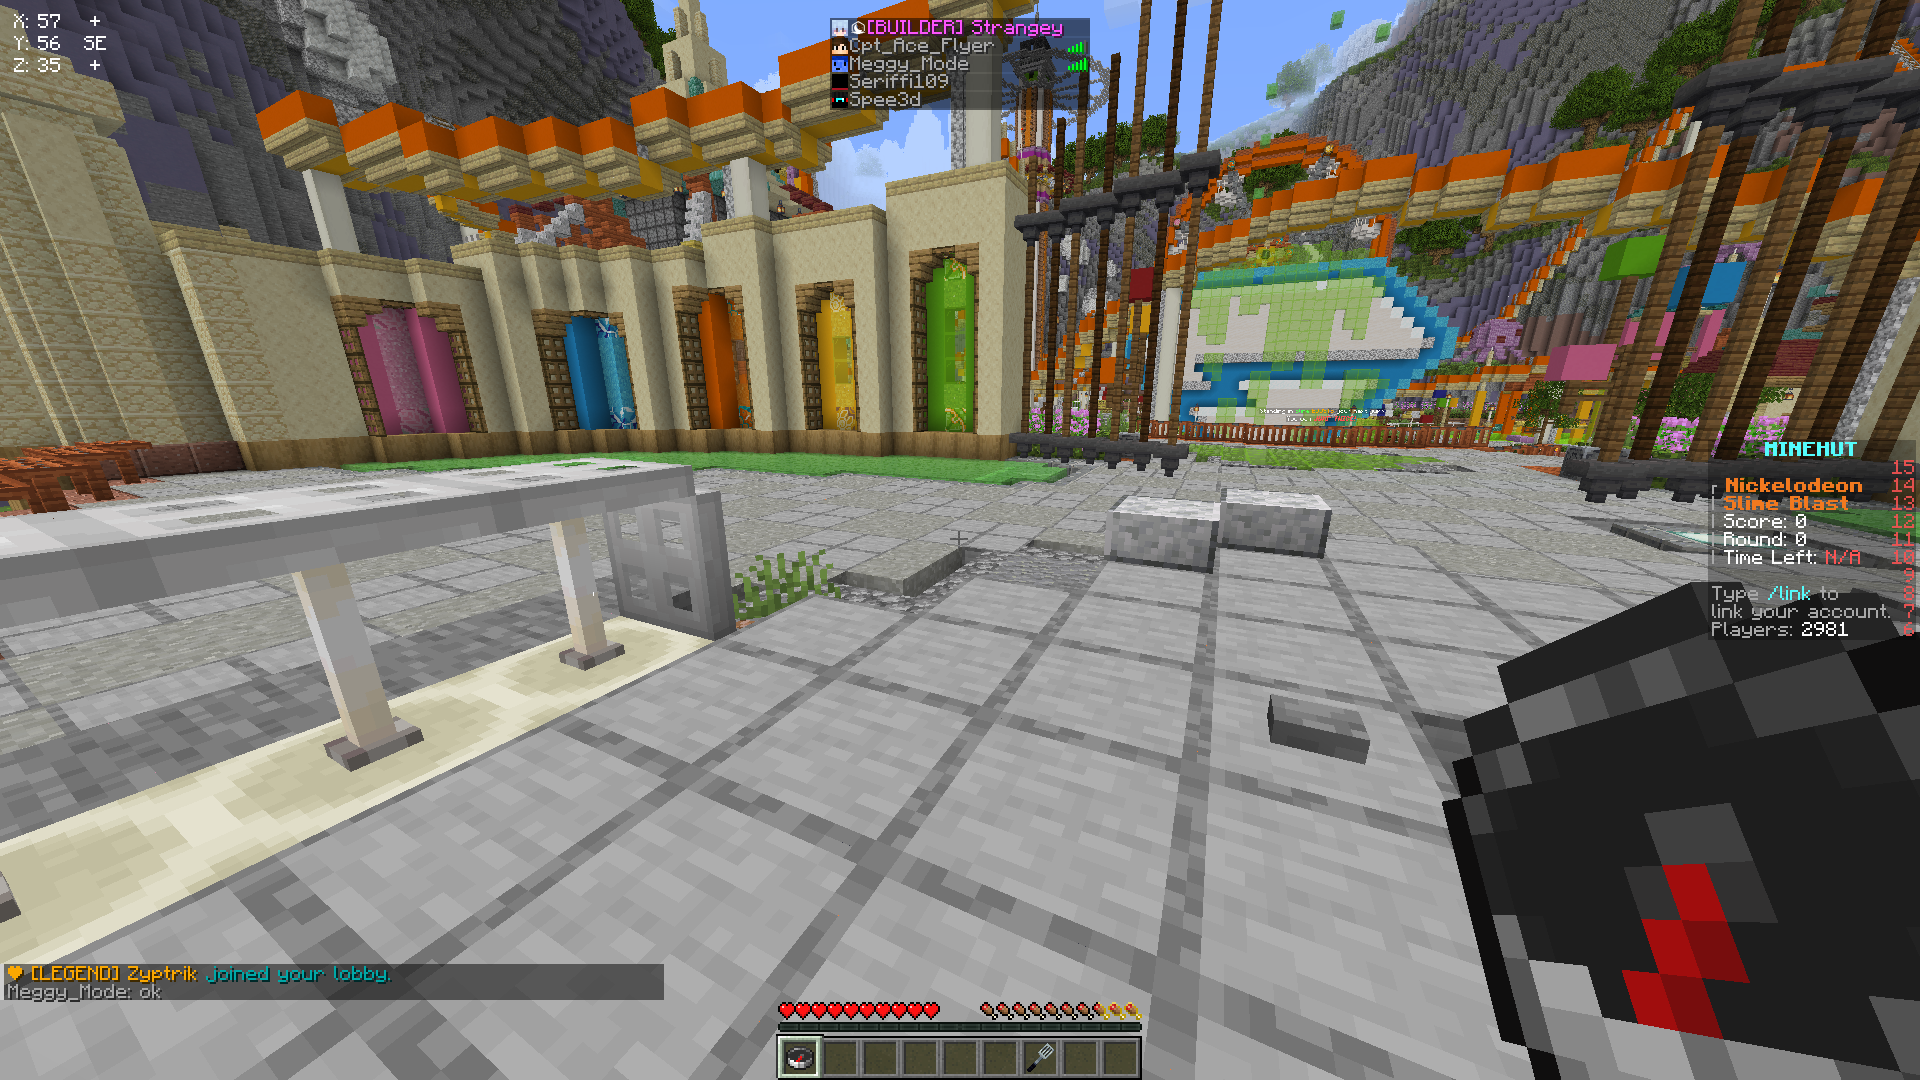 X: 57 +
Y: 56 SE
Z: 35 +
[BUILDER] Strangey
Cpt_Ace_Flyer
Meggy_Mode
Seriffi109
Spee3d
MINEHUT
15
Nickelodeon 14
Slime Blast 13
Score: 0 12
Round: 0 11
Time Left: N/A 10
9
Type /link to 8
link your account. 7
Players: 2981 6
[LEGEND] Zyptrik joined your lobby.
Meggy_Mode: ok